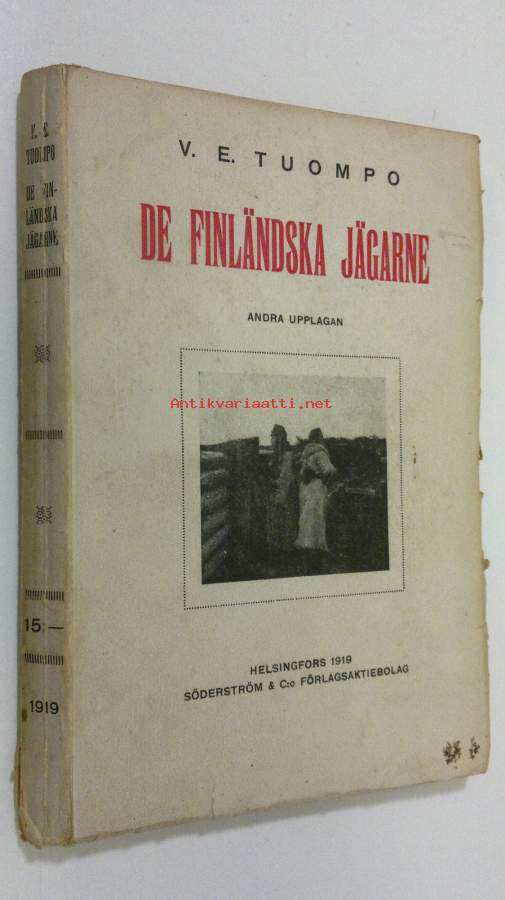 V. E.
TUOMPO
DE FIN-
LÄNDSKA
JÄGARNE
15:—
1919
V. E. TUOMPO
DE FINLÄNDSKA JÄGARNE
ANDRA UPPLAGAN
Antikvariaatti.net
HELSINGFORS 1919
SÖDERSTRÖM & C:o FÖRLAGSAKTIEBOLAG